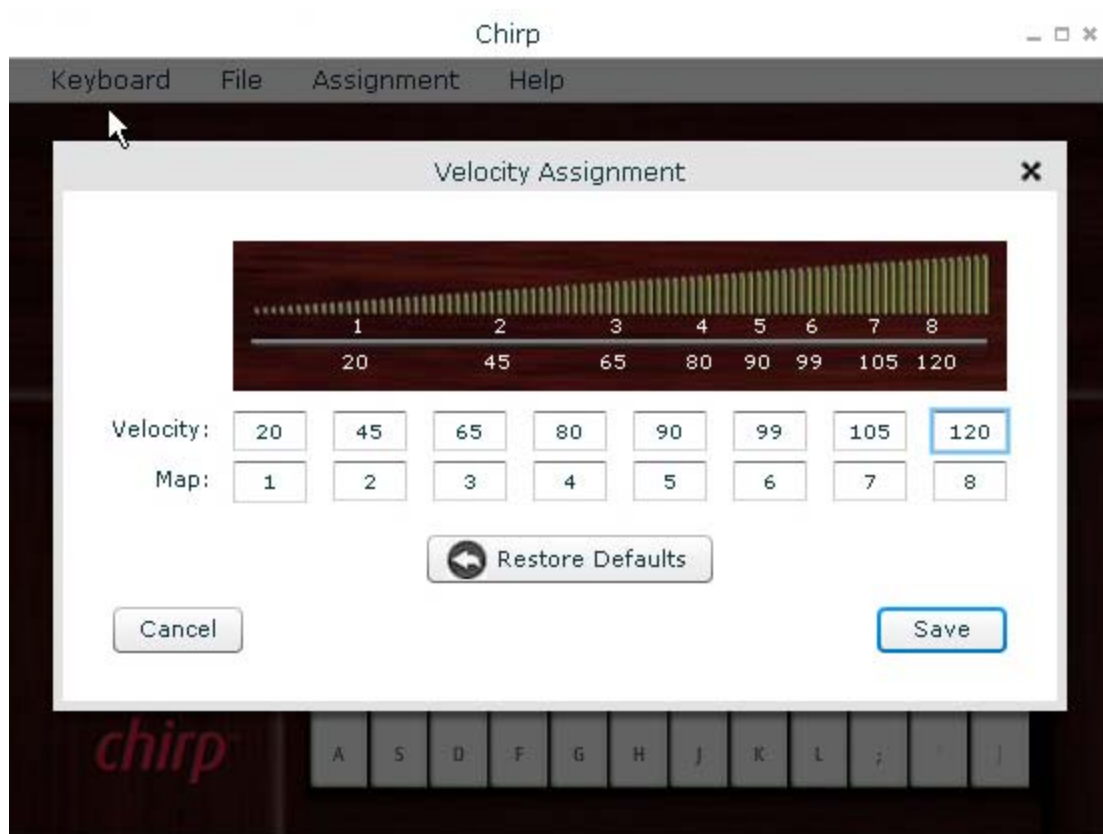 Chirp
Keyboard File Assignment Help
Velocity Assignment
1 2 3 4 5 6 7 8
20 45 65 80 90 99 105 120
Velocity: 20 45 65 80 90 99 105 120
Map: 1 2 3 4 5 6 7 8
Restore Defaults
Cancel Save
chirp A S D F G H J K L ; ' ]